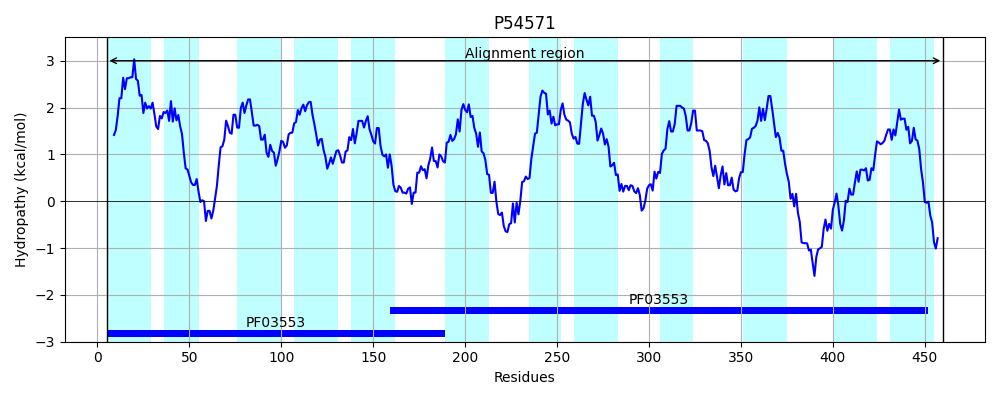 P54571
Alignment region
Hydropathy (kcal/mol)
3
2
1
0
−1
−2
−3
PF03553
PF03553
0 50 100 150 200 250 300 350 400 450
Residues